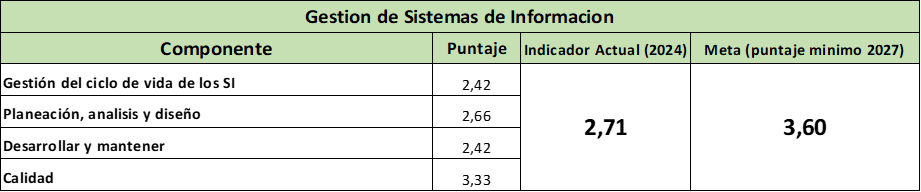 Gestion de Sistemas de Informacion
Componente Puntaje Indicador Actual (2024) Meta (puntaje minimo 2027)
Gestión del ciclo de vida de los SI 2,42
Planeación, analisis y diseño 2,66
Desarrollar y mantener 2,42
Calidad 3,33
2,71 3,60